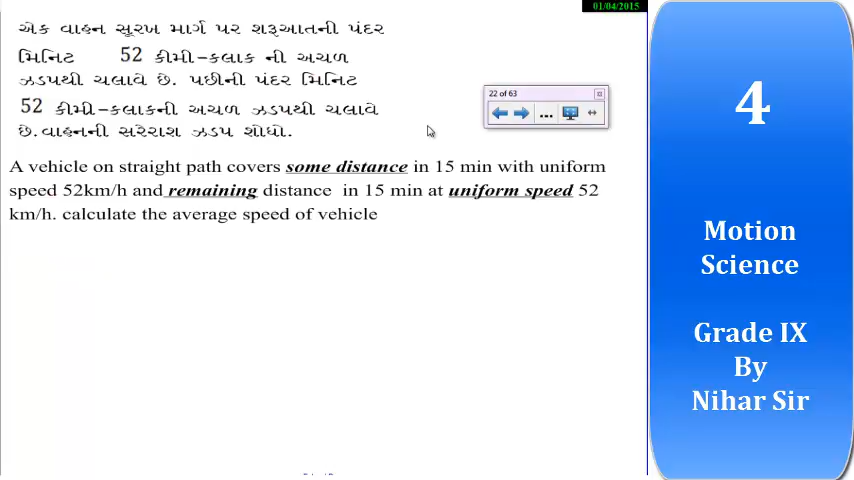 01/04/2015
એક વાહન સૂરખ માર્ગ પર શરૂઆતની પંદર
મિનિટ 52 કીમી-કલાક ની અચળ
ઝડપથી ચલાવે છે. પછીની પંદર મિનિટ
52 કીમી-કલાકની અચળ ઝડપથી ચલાવે
છે.વાહનની સરેરાશ ઝડપ શોધો.
22 of 63
...
A vehicle on straight path covers some distance in 15 min with uniform
speed 52km/h and remaining distance in 15 min at uniform speed 52
km/h. calculate the average speed of vehicle
4
Motion
Science
Grade IX
By
Nihar Sir